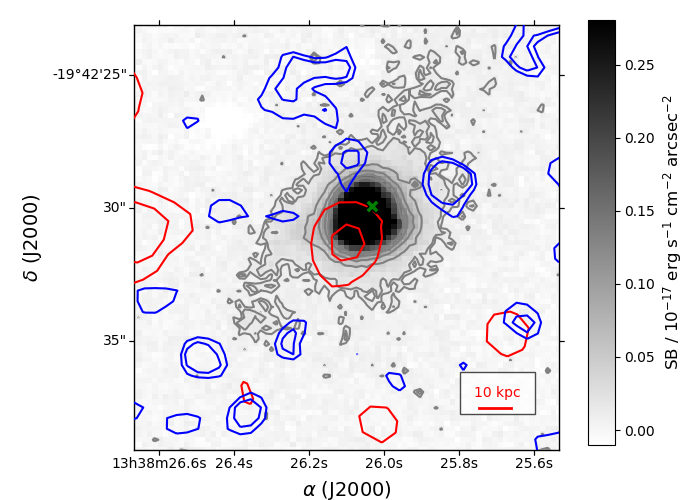 -19°42'25"
30"
35"
δ (J2000)
13h38m26.6s 26.4s 26.2s 26.0s 25.8s 25.6s
α (J2000)
10 kpc
0.25
0.20
0.15
0.10
0.05
0.00
SB / 10⁻¹⁷ erg s⁻¹ cm⁻² arcsec⁻²